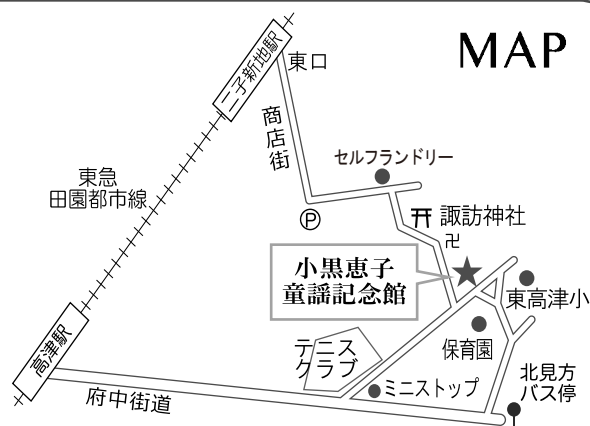 MAP
二子新地駅
東口
商店街
セルフランドリー
東急
田園都市線
P
諏訪神社
卍
小黒恵子
童謡記念館
東高津小
高津駅
保育園
テニス
クラブ
ミニストップ
北見方
バス停
府中街道